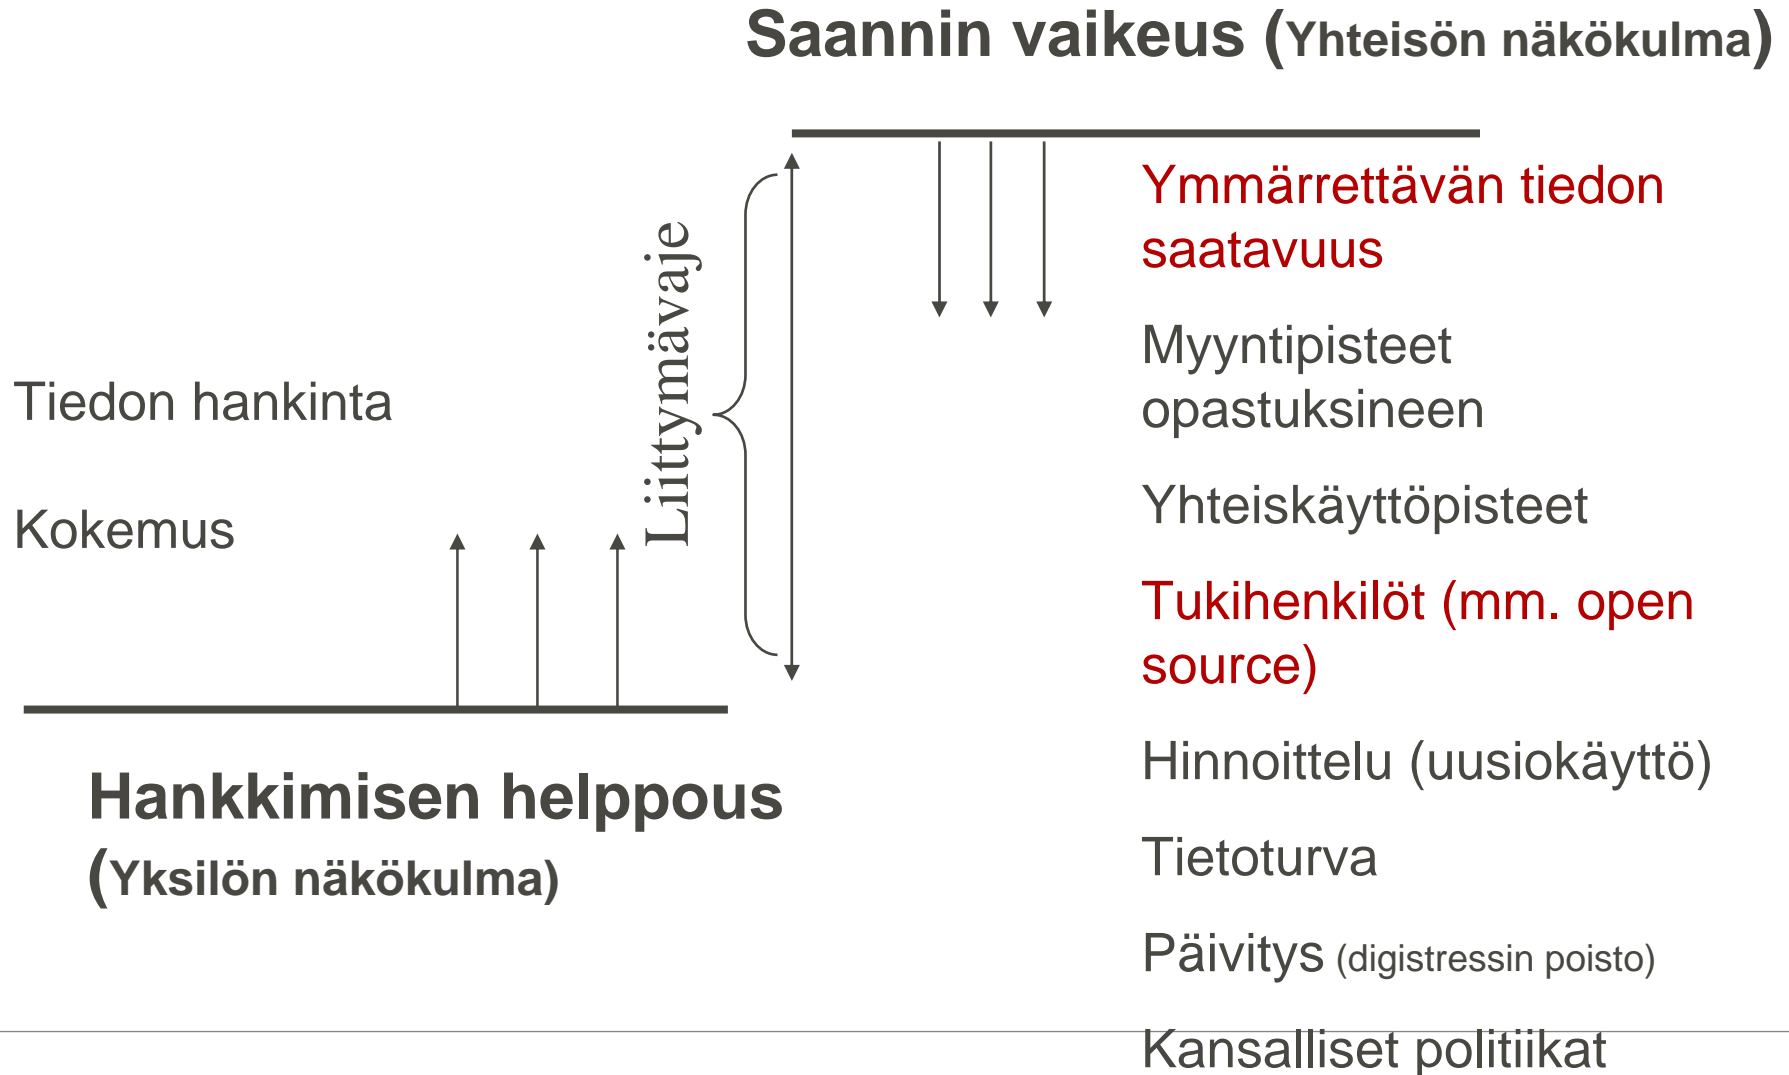 Saannin vaikeus (Yhteisön näkökulma)
Liittymävaje
Tiedon hankinta
Kokemus
Hankkimisen helppous
(Yksilön näkökulma)
Ymmärrettävän tiedon
saatavuus
Myyntipisteet
opastuksineen
Yhteiskäyttöpisteet
Tukihenkilöt (mm. open
source)
Hinnoittelu (uusiokäyttö)
Tietoturva
Päivitys (digistressin poisto)
Kansalliset politiikat